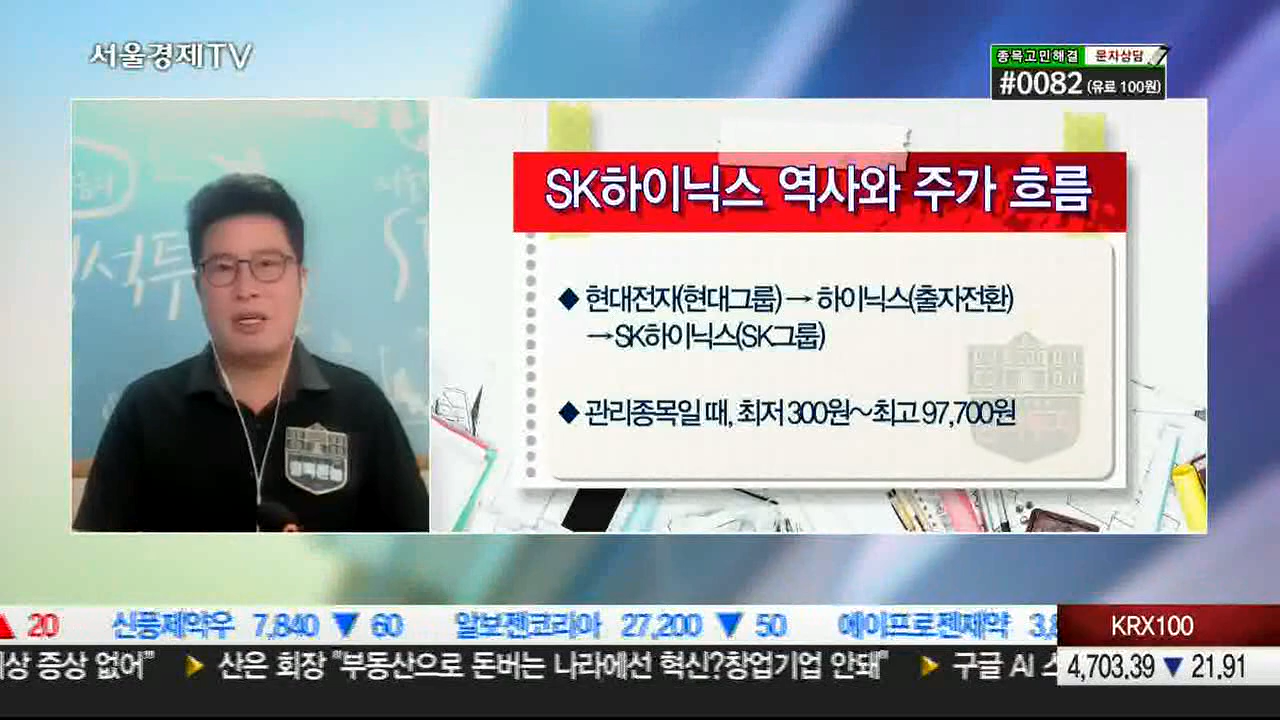 서울경제TV
종목고민해결 문자상담
#0082 (유료 100원)
SK하이닉스 역사와 주가 흐름
◆ 현대전자(현대그룹)→ 하이닉스(출자전환)
→SK하이닉스(SK그룹)
◆ 관리종목일 때, 최저 300원~최고 97,700원
▲ 20 신풍제약우 7,840 ▼ 60 알보젠코리아 27,200 ▼ 50 에이프로젠제약
KRX100
상 증상 없어" ▶ 산은 회장 "부동산으로 돈버는 나라에선 혁신?창업기업 안돼" ▶ 구글 AI
4,703.39 ▼ 21.91